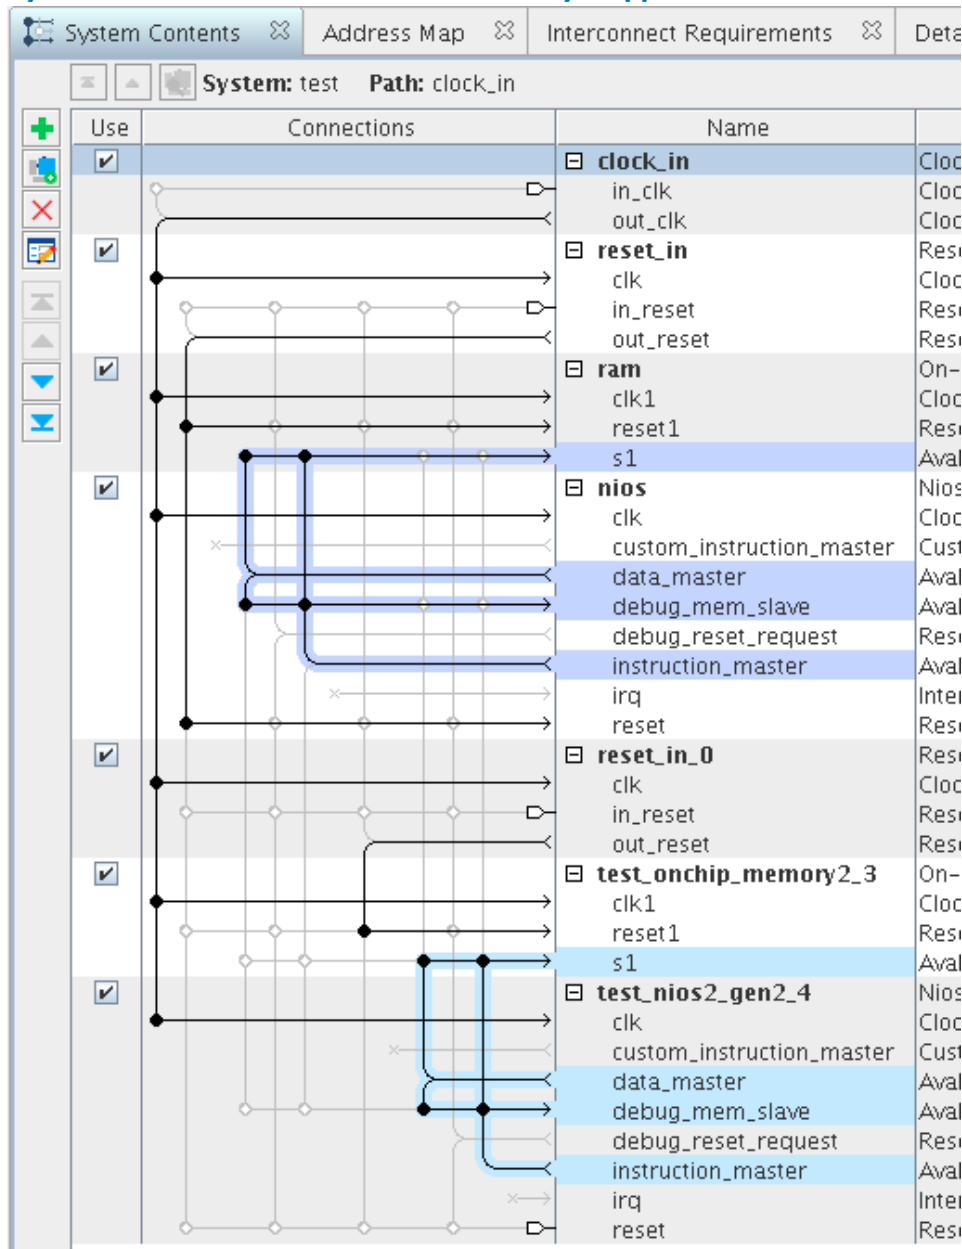 System Contents Address Map Interconnect Requirements
System: test Path: clock_in
Use Connections Name
clock_in
in_clk
out_clk
reset_in
clk
in_reset
out_reset
ram
clk1
reset1
s1
nios
clk
custom_instruction_master
data_master
debug_mem_slave
debug_reset_request
instruction_master
irq
reset
reset_in_0
clk
in_reset
out_reset
test_onchip_memory2_3
clk1
reset1
s1
test_nios2_gen2_4
clk
custom_instruction_master
data_master
debug_mem_slave
debug_reset_request
instruction_master
irq
reset